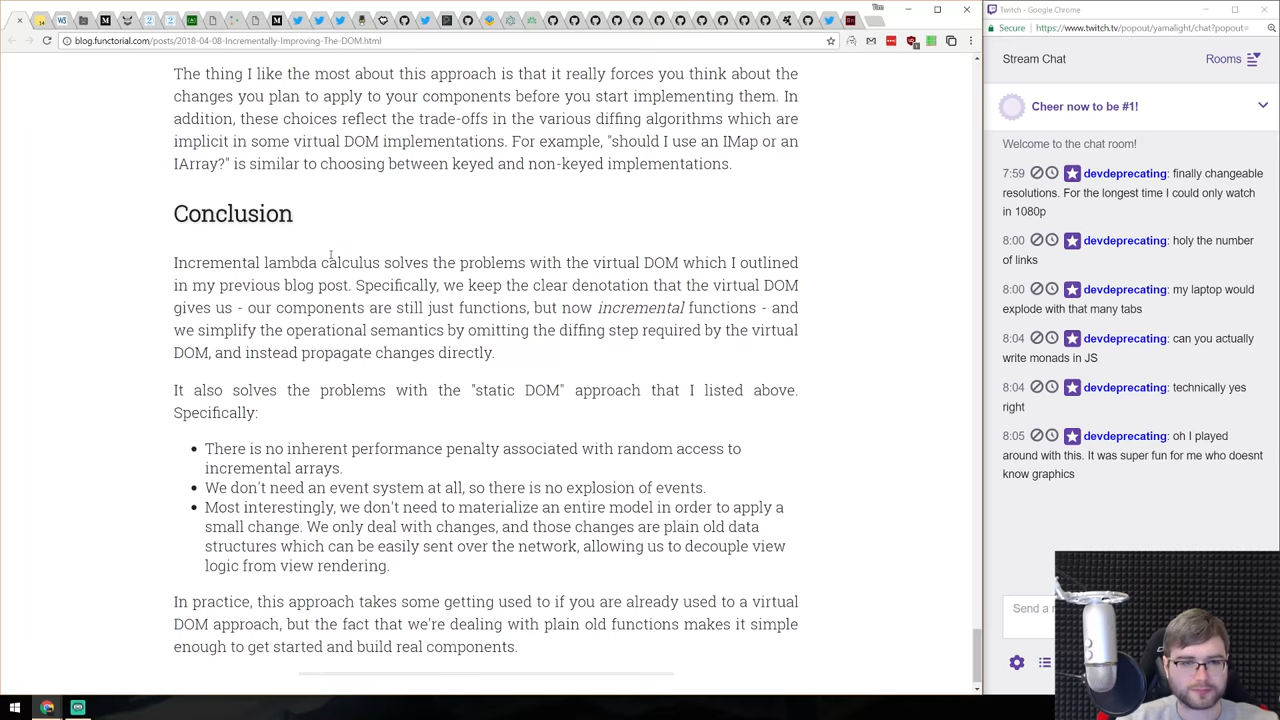 Tim
Twitch - Google Chrome
blog.functorial.com/posts/2018-04-08-Incrementally-Improving-The-DOM.html
Secure
https://www.twitch.tv/popout/yamalight/chat?popout=
The thing I like the most about this approach is that it really forces you think about the
changes you plan to apply to your components before you start implementing them. In
addition, these choices reflect the trade-offs in the various diffing algorithms which are
implicit in some virtual DOM implementations. For example, "should I use an IMap or an
IArray?" is similar to choosing between keyed and non-keyed implementations.
Conclusion
Incremental lambda calculus solves the problems with the virtual DOM which I outlined
in my previous blog post. Specifically, we keep the clear denotation that the virtual DOM
gives us - our components are still just functions, but now incremental functions - and
we simplify the operational semantics by omitting the diffing step required by the virtual
DOM, and instead propagate changes directly.
It also solves the problems with the "static DOM" approach that I listed above.
Specifically:
• There is no inherent performance penalty associated with random access to
incremental arrays.
• We don't need an event system at all, so there is no explosion of events.
• Most interestingly, we don't need to materialize an entire model in order to apply a
small change. We only deal with changes, and those changes are plain old data
structures which can be easily sent over the network, allowing us to decouple view
logic from view rendering.
In practice, this approach takes some getting used to if you are already used to a virtual
DOM approach, but the fact that we're dealing with plain old functions makes it simple
enough to get started and build real components.
Stream Chat
Rooms
Cheer now to be #1!
Welcome to the chat room!
7:59 devdeprecating: finally changeable
resolutions. For the longest time I could only watch
in 1080p
8:00 devdeprecating: holy the number
of links
8:00 devdeprecating: my laptop would
explode with that many tabs
8:04 devdeprecating: can you actually
write monads in JS
8:04 devdeprecating: technically yes
right
8:05 devdeprecating: oh I played
around with this. It was super fun for me who doesnt
know graphics
Send a